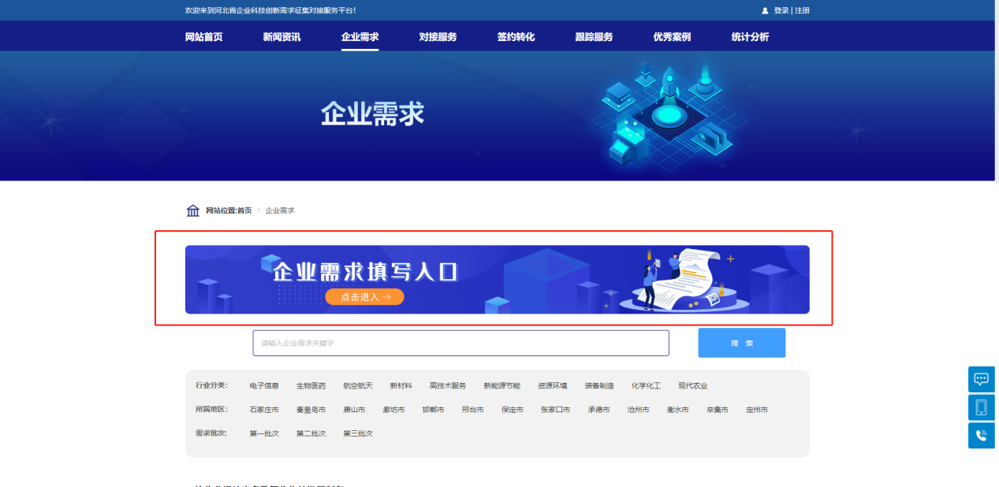 欢迎来到河北省企业科技创新需求征集对接服务平台! 登录 | 注册
网站首页 新闻资讯 企业需求 对接服务 签约转化 跟踪服务 优秀案例 统计分析
企业需求
网站位置:首页 > 企业需求
企业需求填写入口
点击进入→
请输入企业需求关键字 搜 索
行业分类: 电子信息 生物医药 航空航天 新材料 高技术服务 新能源节能 资源环境 装备制造 化学化工 现代农业
所属地区: 石家庄市 秦皇岛市 唐山市 廊坊市 邯郸市 邢台市 保定市 张家口市 承德市 沧州市 衡水市 辛集市 定州市
需求批次: 第一批次 第二批次 第三批次